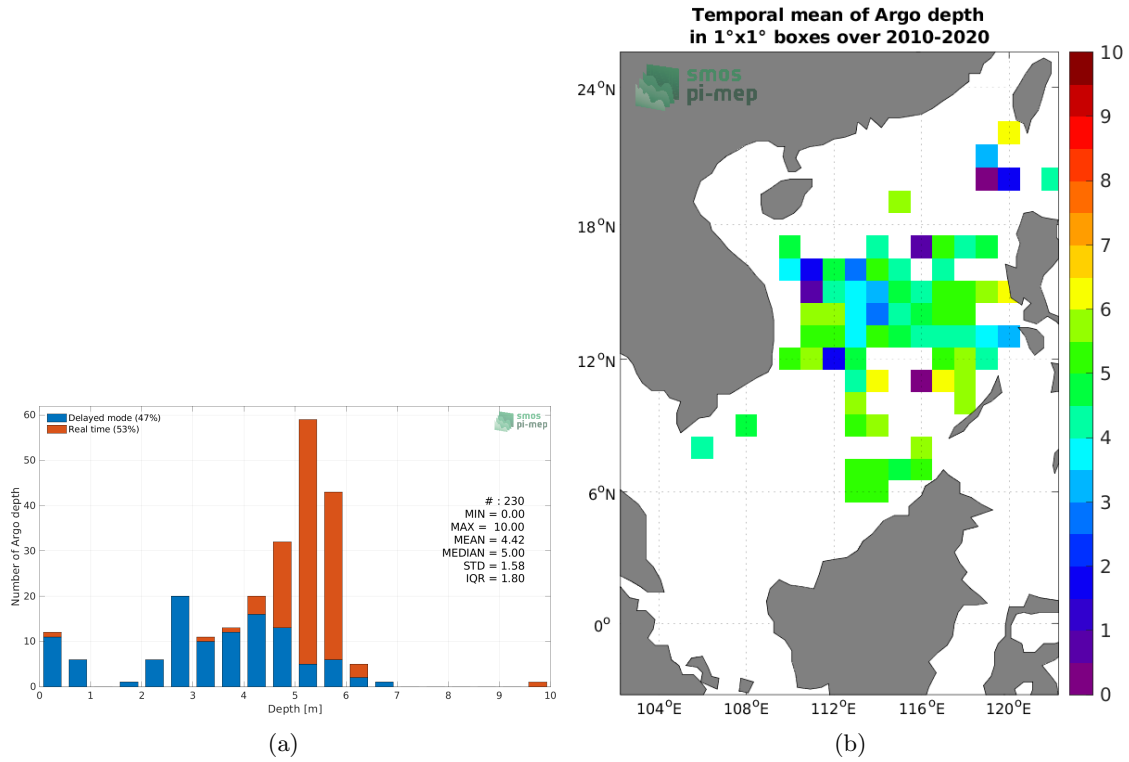 Temporal mean of Argo depth
in 1°x1° boxes over 2010-2020
smos
pi-mep
24°N
18°N
12°N
6°N
0°
104°E
108°E
112°E
116°E
120°E
10
9
8
7
6
5
4
3
2
1
0
Delayed mode (47%)
Real time (53%)
smos
pi-mep
# : 230
MIN = 0.00
MAX = 10.00
MEAN = 4.42
MEDIAN = 5.00
STD = 1.58
IQR = 1.80
Number of Argo depth
60
50
40
30
20
10
0
0 1 2 3 4 5 6 7 8 9 10
Depth [m]
(a)
(b)